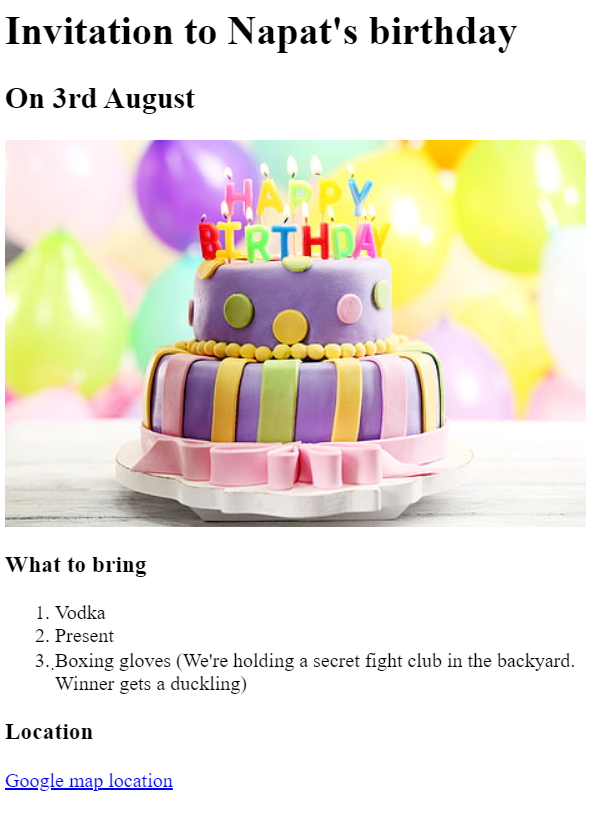 Invitation to Napat's birthday
On 3rd August
HAPPY
BIRTHDAY
What to bring
1. Vodka
2. Present
3. Boxing gloves (We're holding a secret fight club in the backyard.
Winner gets a duckling)
Location
Google map location